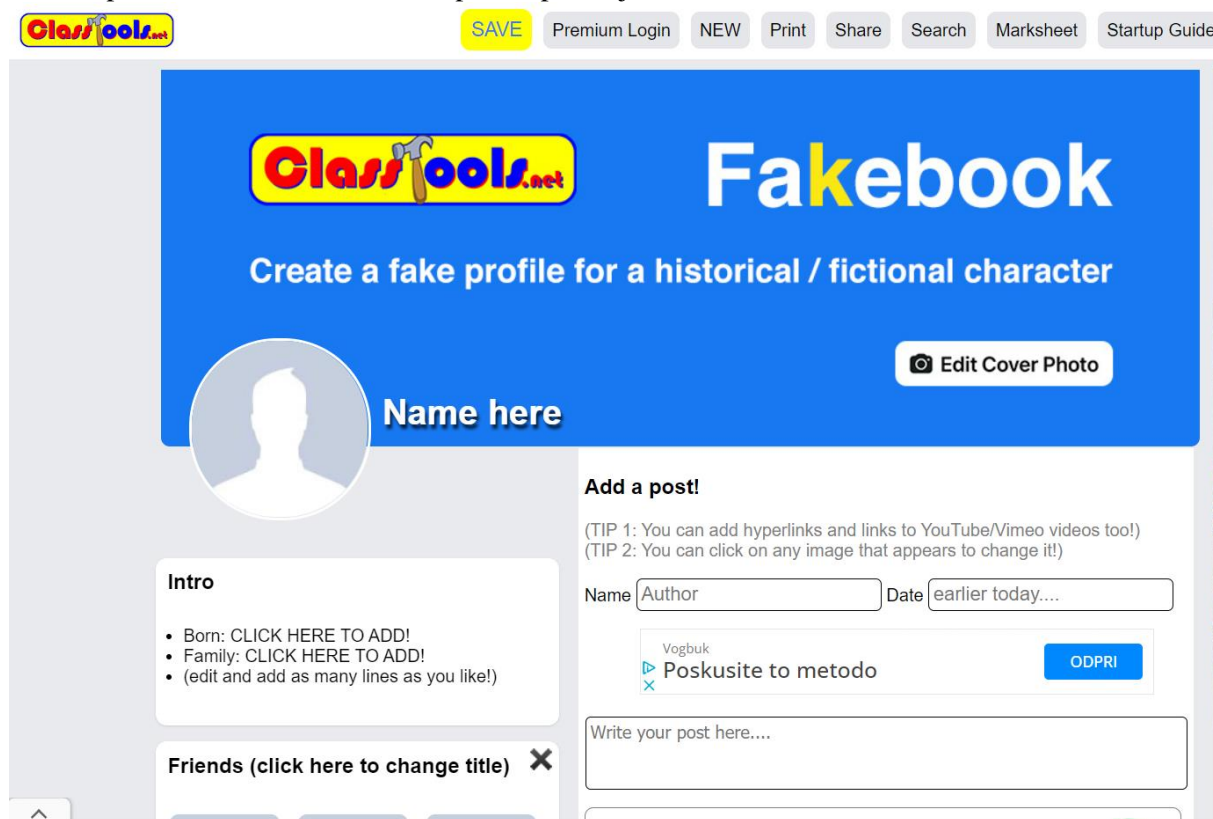 ClassTools.net
SAVE Premium Login NEW Print Share Search Marksheet Startup Guide
ClassTools.net Fakebook
Create a fake profile for a historical / fictional character
Edit Cover Photo
Name here
Add a post!
(TIP 1: You can add hyperlinks and links to YouTube/Vimeo videos too!)
(TIP 2: You can click on any image that appears to change it!)
Name Author Date earlier today....
Vogbuk
Poskusite to metodo
ODPRI
Write your post here....
Intro
• Born: CLICK HERE TO ADD!
• Family: CLICK HERE TO ADD!
• (edit and add as many lines as you like!)
Friends (click here to change title)